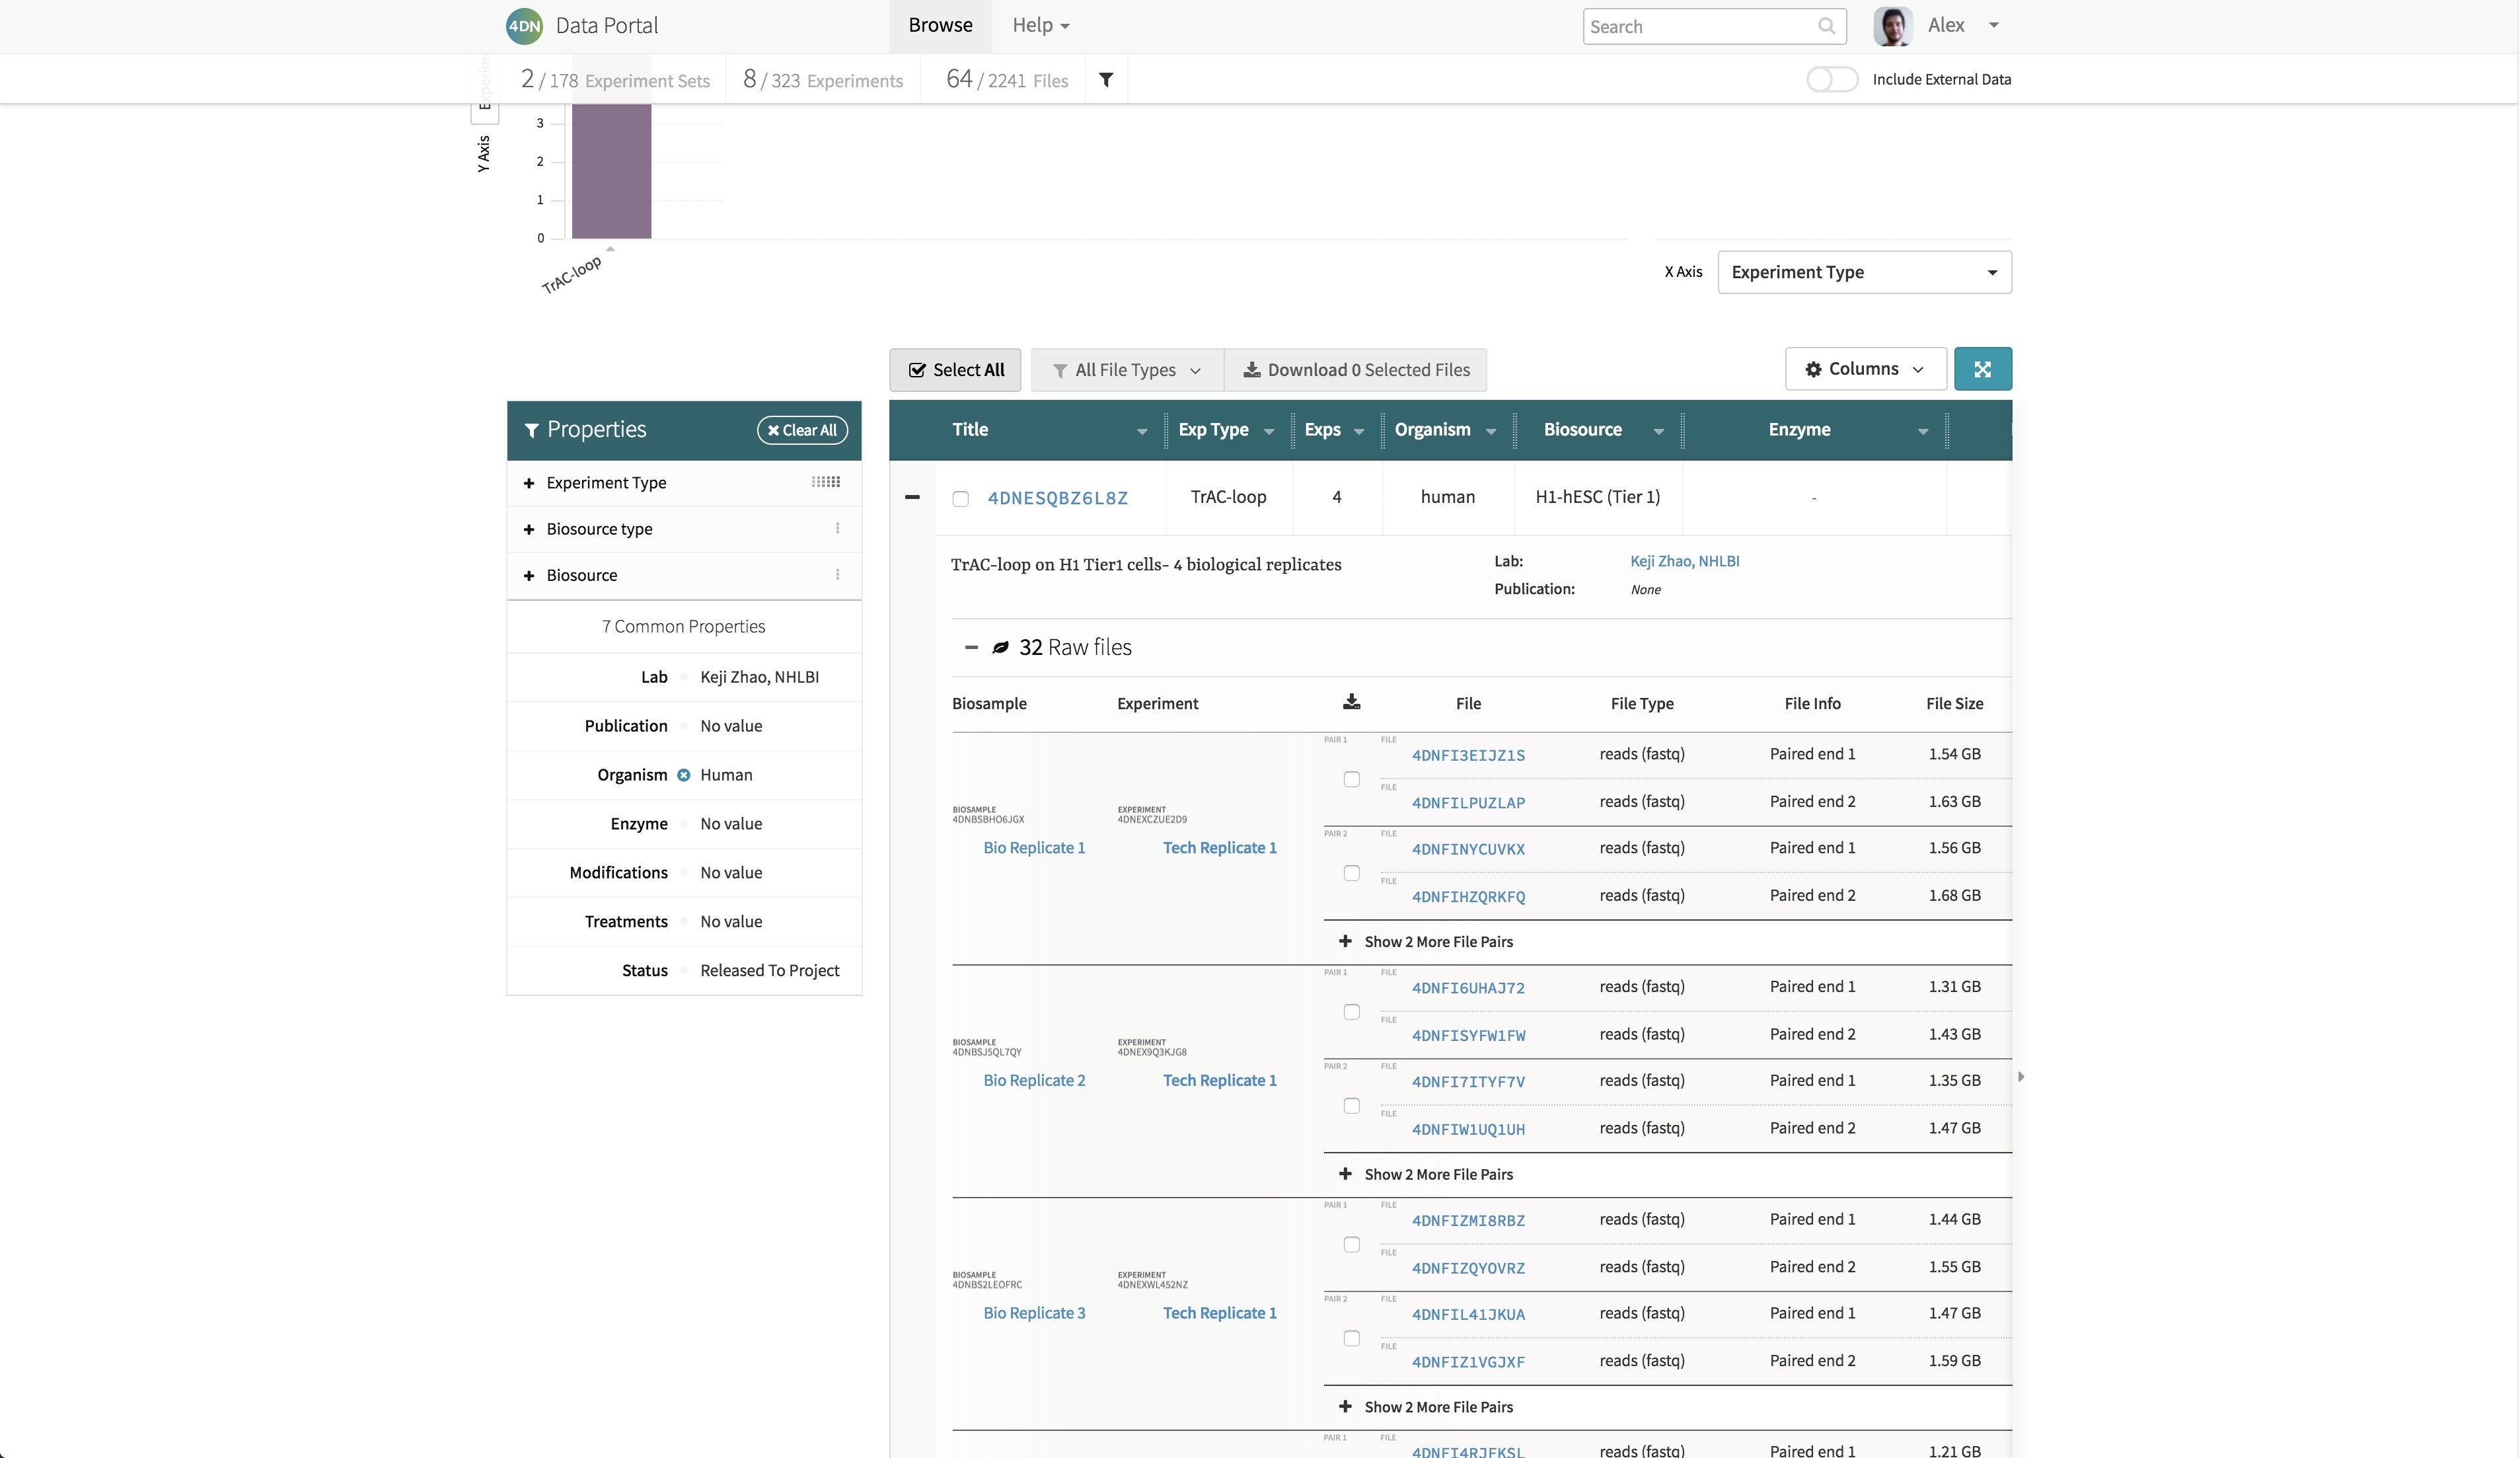 4DN Data Portal Browse Help Search Alex
2 / 178 Experiment Sets 8 / 323 Experiments 64 / 2241 Files Include External Data
Y Axis
3
2
1
0
TrAC-loop
X Axis Experiment Type
Select All All File Types Download 0 Selected Files Columns
Properties Clear All
Experiment Type
Biosource type
Biosource
7 Common Properties
Lab Keji Zhao, NHLBI
Publication No value
Organism Human
Enzyme No value
Modifications No value
Treatments No value
Status Released To Project
Title Exp Type Exps Organism Biosource Enzyme
4DNESQBZ6L8Z TrAC-loop 4 human H1-hESC (Tier 1) -
TrAC-loop on H1 Tier1 cells- 4 biological replicates
Lab: Keji Zhao, NHLBI
Publication: None
32 Raw files
Biosample Experiment File File Type File Info File Size
BIOSAMPLE
4DNBSBHO6JGX
Bio Replicate 1
EXPERIMENT
4DNEXCZUE2D9
Tech Replicate 1
PAIR 1 FILE
4DNFI3EIJZ1S reads (fastq) Paired end 1 1.54 GB
FILE
4DNFILPUZLAP reads (fastq) Paired end 2 1.63 GB
PAIR 2 FILE
4DNFINYCUVKX reads (fastq) Paired end 1 1.56 GB
FILE
4DNFIHZQRKFQ reads (fastq) Paired end 2 1.68 GB
Show 2 More File Pairs
BIOSAMPLE
4DNBSJ5QL7QY
Bio Replicate 2
EXPERIMENT
4DNEX9Q3KJG8
Tech Replicate 1
PAIR 1 FILE
4DNFI6UHAJ72 reads (fastq) Paired end 1 1.31 GB
FILE
4DNFISYFW1FW reads (fastq) Paired end 2 1.43 GB
PAIR 2 FILE
4DNFI7ITYF7V reads (fastq) Paired end 1 1.35 GB
FILE
4DNFIW1UQ1UH reads (fastq) Paired end 2 1.47 GB
Show 2 More File Pairs
BIOSAMPLE
4DNBS2LEOFRC
Bio Replicate 3
EXPERIMENT
4DNEXWL452NZ
Tech Replicate 1
PAIR 1 FILE
4DNFIZMI8RBZ reads (fastq) Paired end 1 1.44 GB
FILE
4DNFIZQYOVRZ reads (fastq) Paired end 2 1.55 GB
PAIR 2 FILE
4DNFIL41JKUA reads (fastq) Paired end 1 1.47 GB
FILE
4DNFIZ1VGJXF reads (fastq) Paired end 2 1.59 GB
Show 2 More File Pairs
PAIR 1 FILE
4DNFI4RJFKSL reads (fastq) Paired end 1 1.21 GB